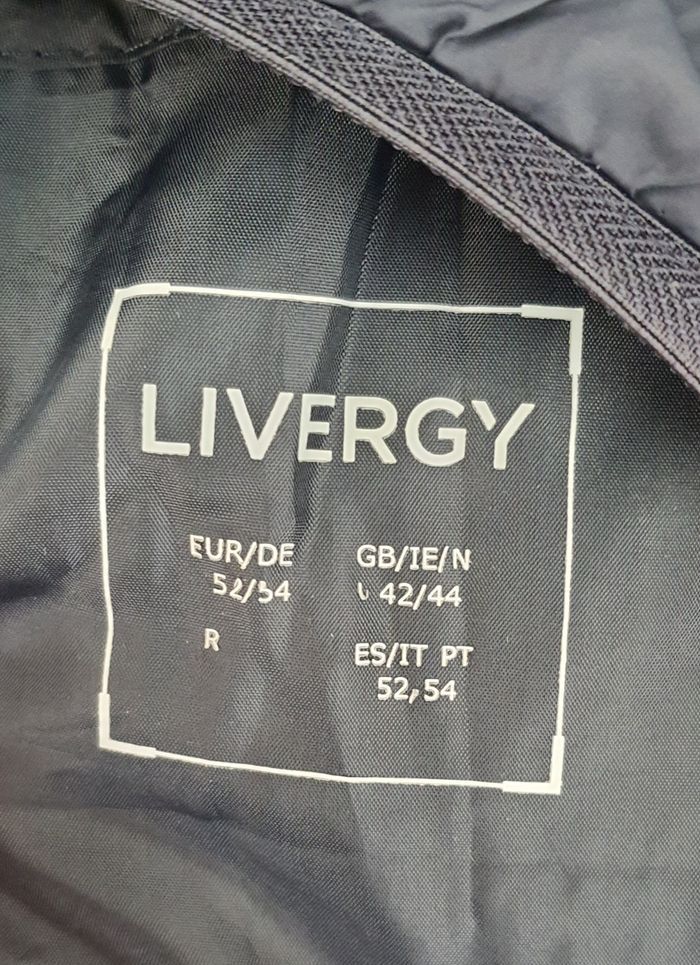 LIVERGY
EUR/DE
52/54
GB/IE/N
42/44
R
ES/IT PT
52,54